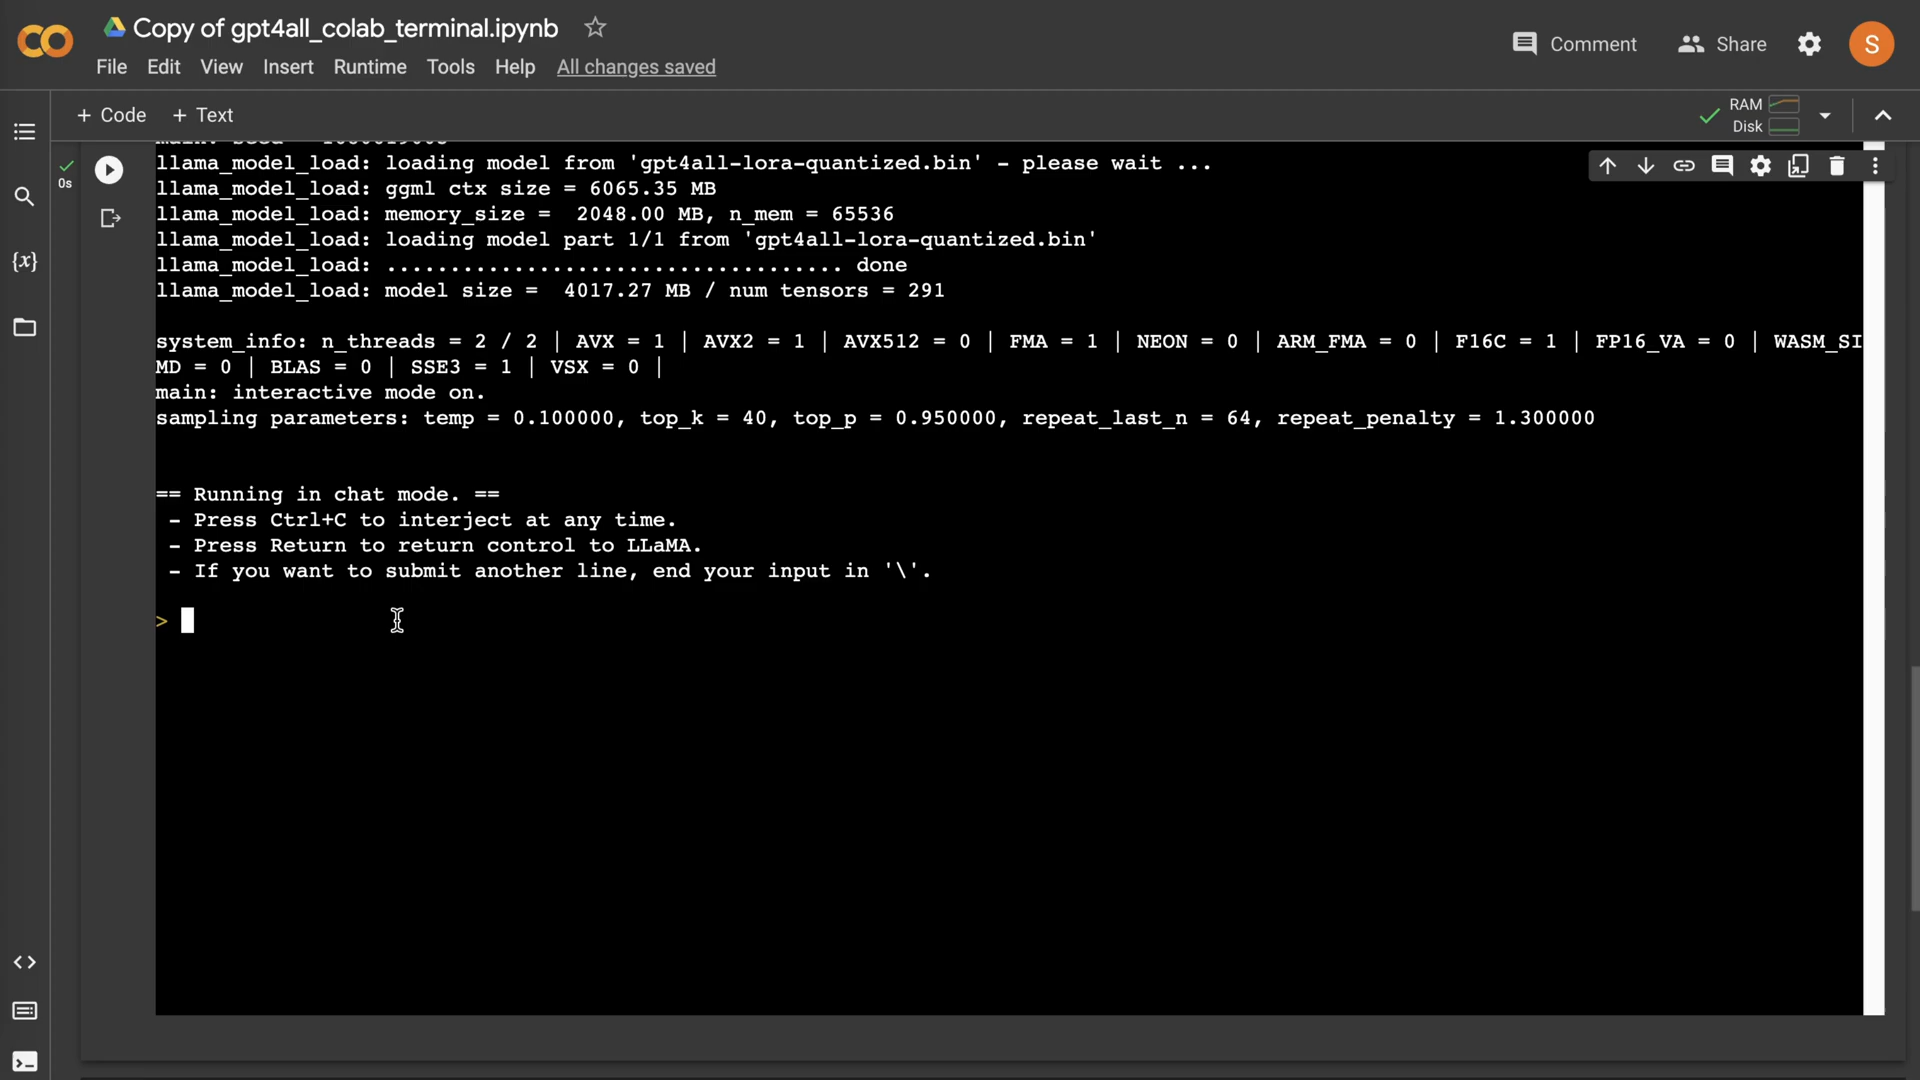 Copy of gpt4all_colab_terminal.ipynb
File Edit View Insert Runtime Tools Help All changes saved
Comment
Share
S
+ Code + Text
RAM
Disk
0s
llama_model_load: loading model from 'gpt4all-lora-quantized.bin' - please wait ...
llama_model_load: ggml ctx size = 6065.35 MB
llama_model_load: memory_size =  2048.00 MB, n_mem = 65536
llama_model_load: loading model part 1/1 from 'gpt4all-lora-quantized.bin'
llama_model_load: .................................... done
llama_model_load: model size =  4017.27 MB / num tensors = 291
system_info: n_threads = 2 / 2 | AVX = 1 | AVX2 = 1 | AVX512 = 0 | FMA = 1 | NEON = 0 | ARM_FMA = 0 | F16C = 1 | FP16_VA = 0 | WASM_SI
MD = 0 | BLAS = 0 | SSE3 = 1 | VSX = 0 |
main: interactive mode on.
sampling parameters: temp = 0.100000, top_k = 40, top_p = 0.950000, repeat_last_n = 64, repeat_penalty = 1.300000
== Running in chat mode. ==
- Press Ctrl+C to interject at any time.
- Press Return to return control to LLaMA.
- If you want to submit another line, end your input in '\'.
>